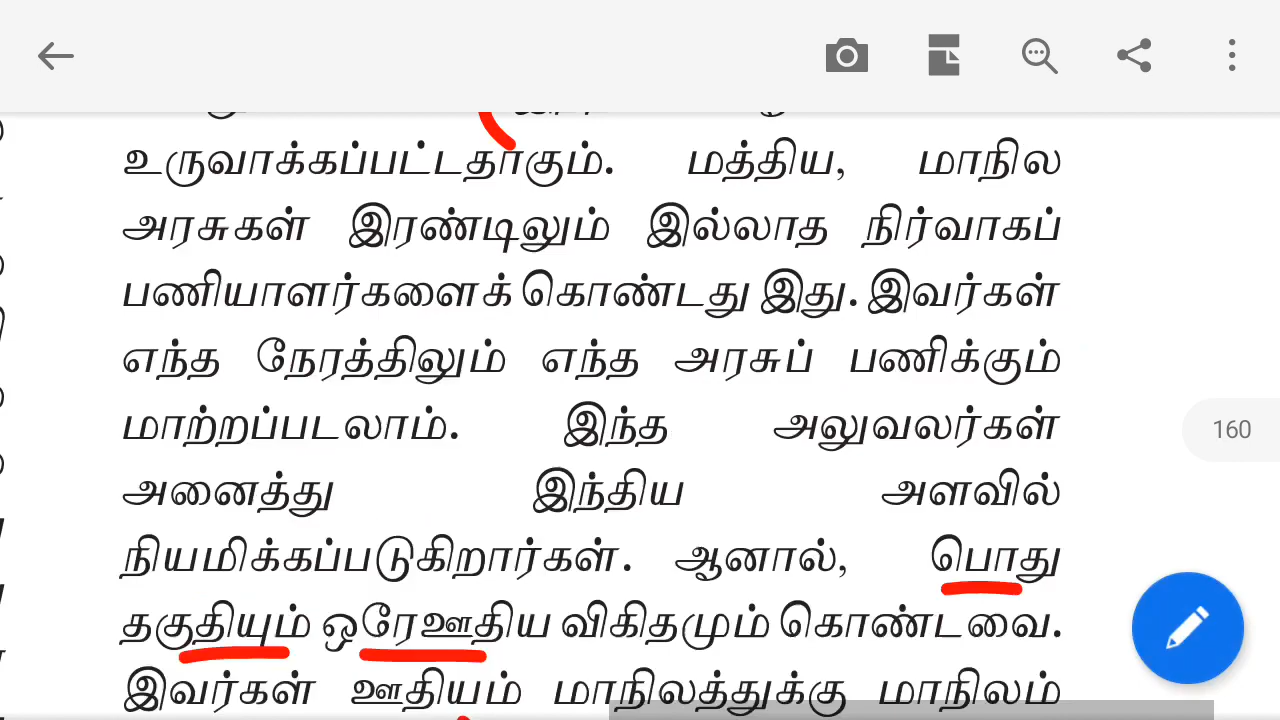 உருவாக்கப்பட்டதாகும். மத்திய, மாநில
அரசுகள் இரண்டிலும் இல்லாத நிர்வாகப்
பணியாளர்களைக் கொண்டது இது. இவர்கள்
எந்த நேரத்திலும் எந்த அரசுப் பணிக்கும்
மாற்றப்படலாம். இந்த அலுவலர்கள்
அனைத்து இந்திய அளவில்
நியமிக்கப்படுகிறார்கள். ஆனால், பொது
தகுதியும் ஒரேஊதிய விகிதமும் கொண்டவை.
இவர்கள் ஊதியம் மாநிலத்துக்கு மாநிலம்
160